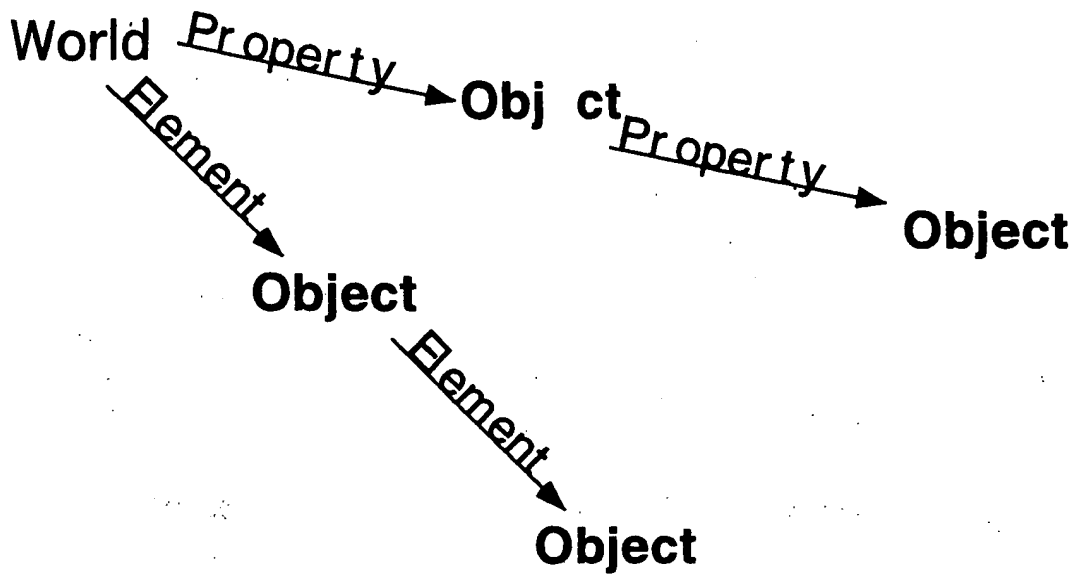 World
Property
Obj ct
Property
Object
Element
Object
Element
Object